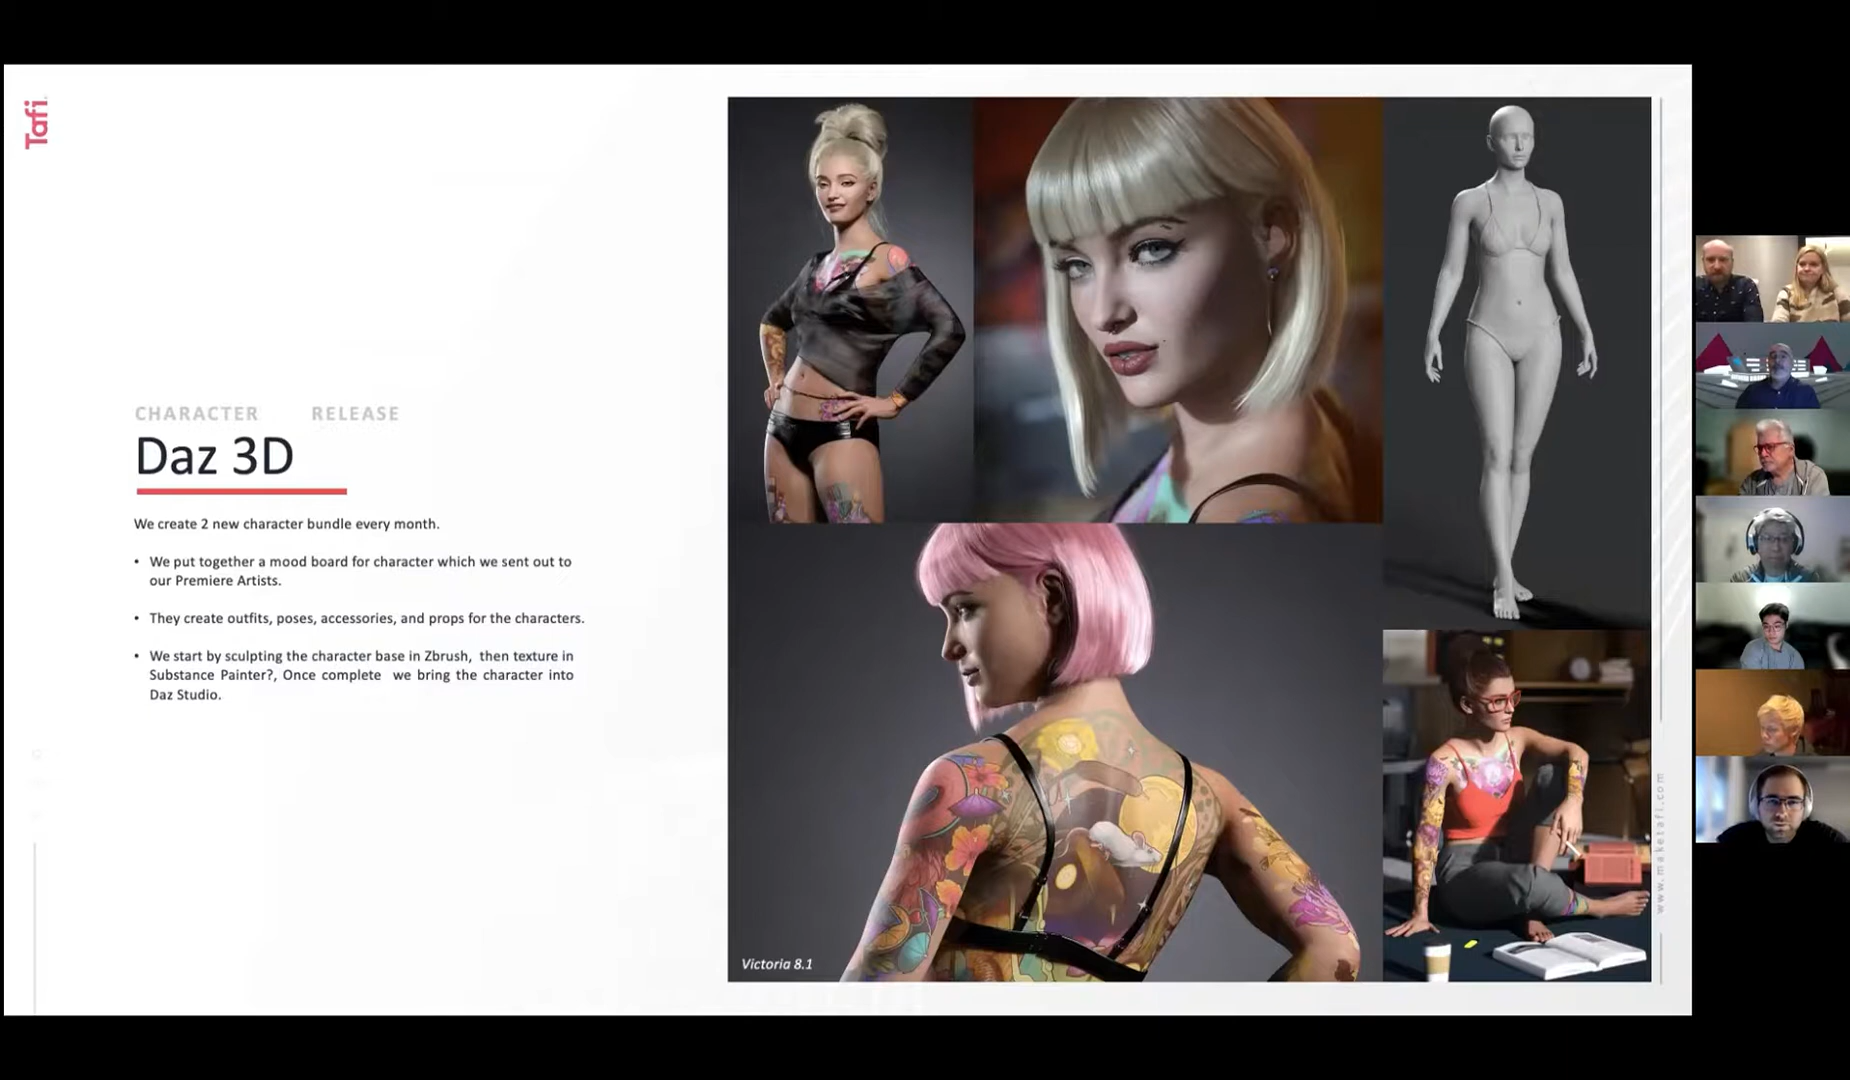 Tafi
CHARACTER RELEASE
Daz 3D
We create 2 new character bundle every month.
• We put together a mood board for character which we sent out to
our Premiere Artists.
• They create outfits, poses, accessories, and props for the characters.
• We start by sculpting the character base in Zbrush, then texture in
Substance Painter?, Once complete we bring the character into
Daz Studio.
Victoria 8.1
www.maketafi.com